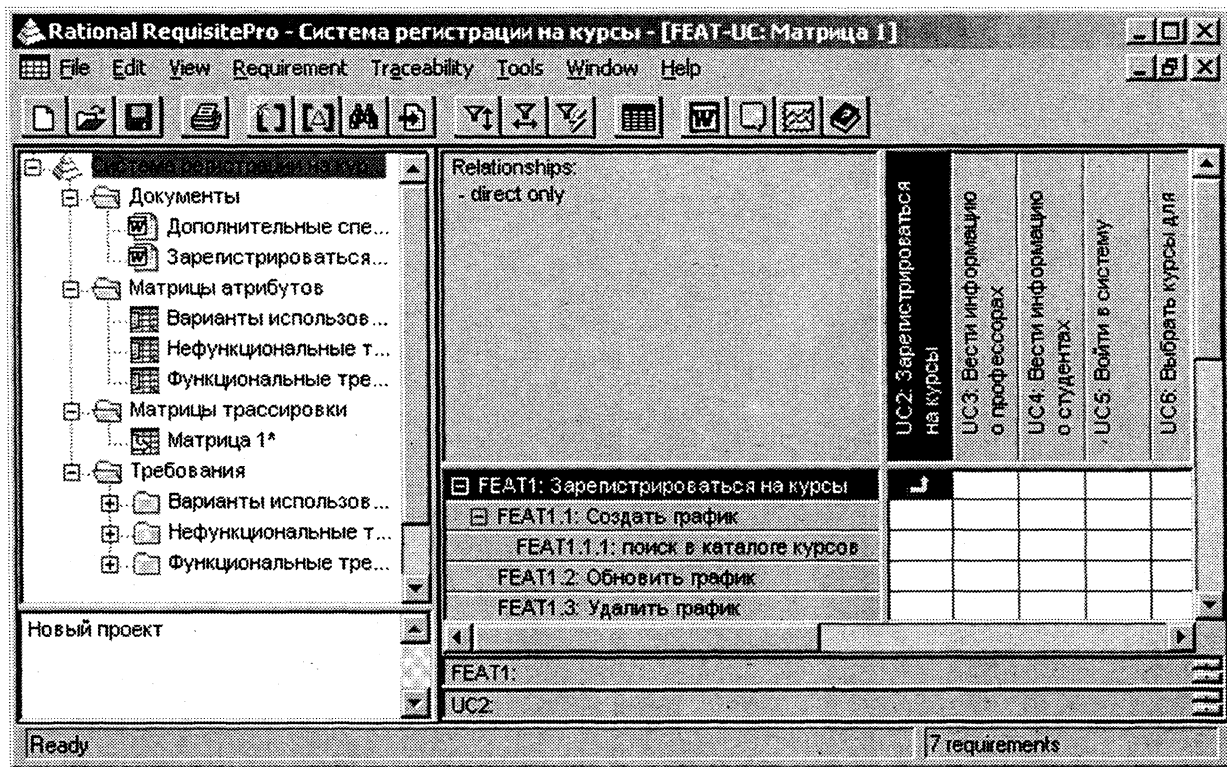 Rational RequisitePro - Система регистрации на курсы - [FEAT-UC: Матрица 1]
File Edit View Requirement Traceability Tools Window Help
Система регистрации на курс
Документы
Дополнительные спе...
Зарегистрироваться...
Матрицы атрибутов
Варианты использов...
Нефункциональные т...
Функциональные тре...
Матрицы трассировки
Матрица 1*
Требования
Варианты использов...
Нефункциональные т...
Функциональные тре...
Новый проект
Relationships:
- direct only
UC2: Зарегистрироваться
на курсы
UC3: Вести информацию
о профессорах
UC4: Вести информацию
о студентах
UC5: Войти в систему
UC6: Выбрать курсы для
FEAT1: Зарегистрироваться на курсы
FEAT1.1: Создать график
FEAT1.1.1: поиск в каталоге курсов
FEAT1.2: Обновить график
FEAT1.3: Удалить график
FEAT1:
UC2:
Ready
7 requirements